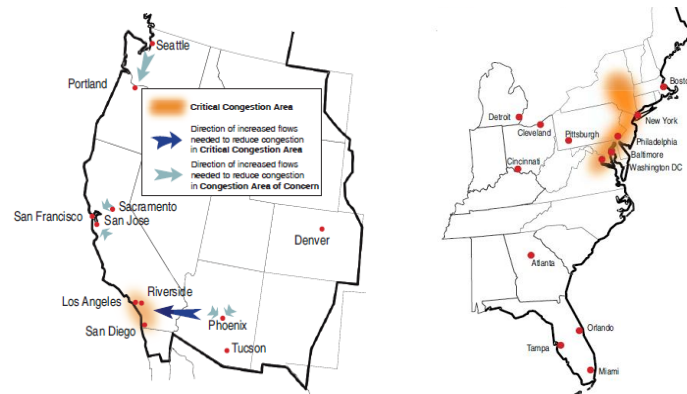 Seattle
Portland
Critical Congestion Area
Direction of increased flows
needed to reduce congestion
in Critical Congestion Area
Direction of increased flows
needed to reduce congestion
in Congestion Area of Concern
Sacramento
San Francisco
San Jose
Denver
Riverside
Los Angeles
Phoenix
San Diego
Tucson
Boston
Detroit
New York
Cleveland
Pittsburgh
Philadelphia
Baltimore
Cincinnati
Washington DC
Atlanta
Orlando
Tampa
Miami